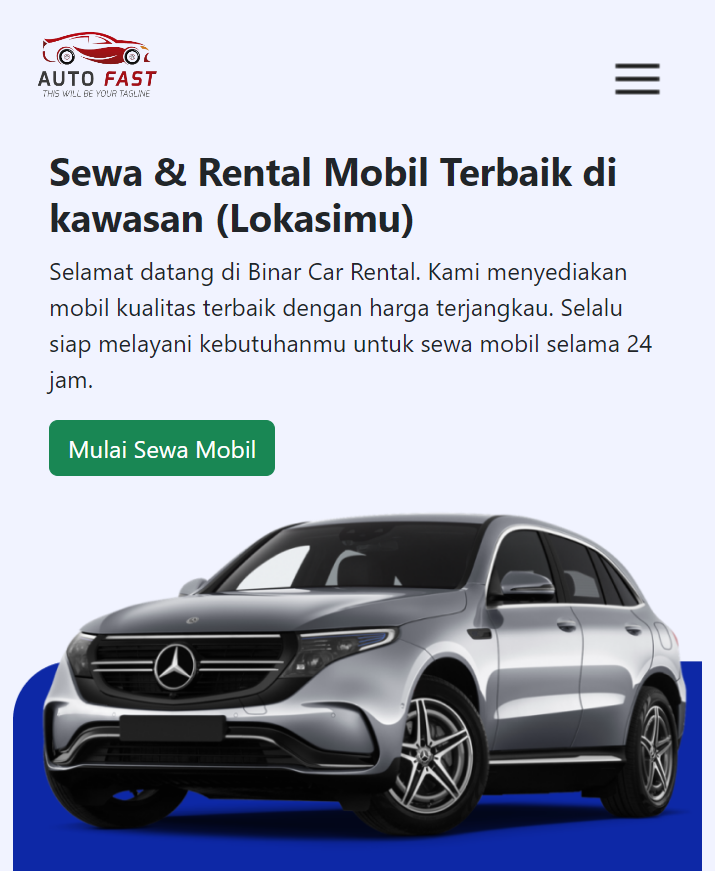 AUTO FAST
THIS WILL BE YOUR TAGLINE
Sewa & Rental Mobil Terbaik di
kawasan (Lokasimu)
Selamat datang di Binar Car Rental. Kami menyediakan
mobil kualitas terbaik dengan harga terjangkau. Selalu
siap melayani kebutuhanmu untuk sewa mobil selama 24
jam.
Mulai Sewa Mobil